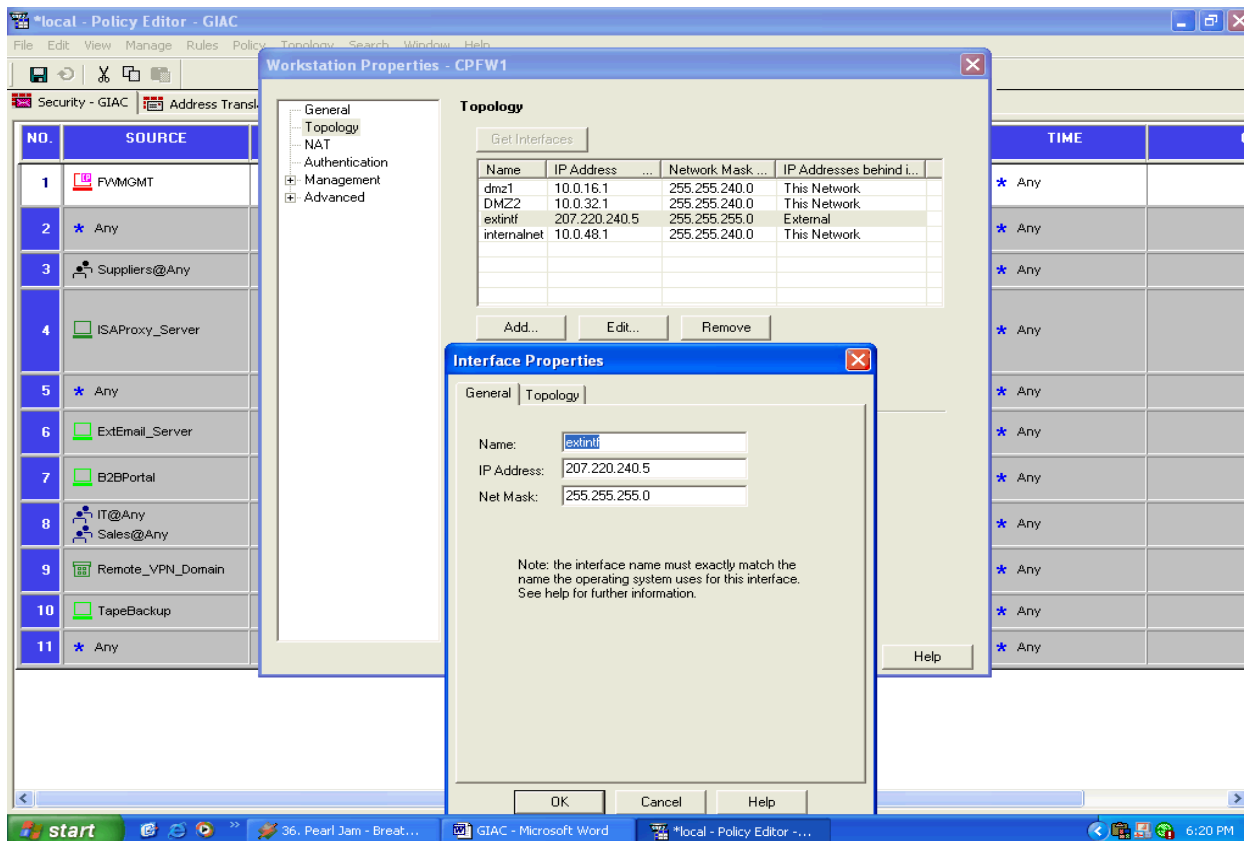 *local - Policy Editor - GIAC
File Edit View Manage Rules Policy Topology Search Window Help
Security - GIAC Address Transl
NO. SOURCE TIME
1 FWMGMT * Any
2 * Any * Any
3 Suppliers@Any * Any
4 ISAProxy_Server * Any
5 * Any * Any
6 ExtEmail_Server * Any
7 B2BPortal * Any
8 IT@Any
Sales@Any * Any
9 Remote_VPN_Domain * Any
10 TapeBackup * Any
11 * Any * Any
Workstation Properties - CPFW1
General
Topology
NAT
Authentication
Management
Advanced
Topology
Get Interfaces
Name IP Address ... Network Mask ... IP Addresses behind i...
dmz1 10.0.16.1 255.255.240.0 This Network
DMZ2 10.0.32.1 255.255.240.0 This Network
extintf 207.220.240.5 255.255.255.0 External
internalnet 10.0.48.1 255.255.240.0 This Network
Add... Edit... Remove
Help
Interface Properties
General Topology
Name: extintf
IP Address: 207.220.240.5
Net Mask: 255.255.255.0
Note: the interface name must exactly match the
name the operating system uses for this interface.
See help for further information.
OK Cancel Help
start » 36. Pearl Jam - Breat... GIAC - Microsoft Word *local - Policy Editor -... 6:20 PM